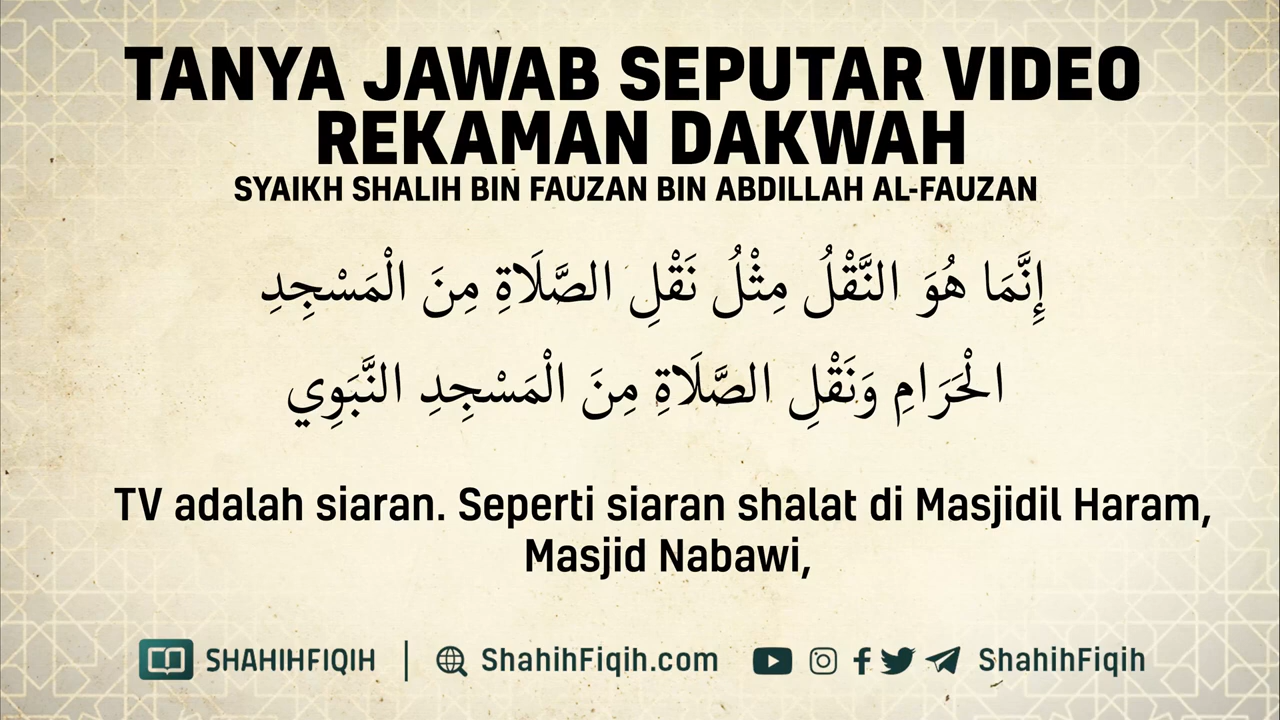 TANYA JAWAB SEPUTAR VIDEO
REKAMAN DAKWAH
SYAIKH SHALIH BIN FAUZAN BIN ABDILLAH AL-FAUZAN
إِنَّمَا هُوَ النَّقْلُ مِثْلُ نَقْلِ الصَّلَاةِ مِنَ الْمَسْجِدِ
الْحَرَامِ وَنَقْلِ الصَّلَاةِ مِنَ الْمَسْجِدِ النَّبَوِي
TV adalah siaran. Seperti siaran shalat di Masjidil Haram,
Masjid Nabawi,
SHAHIHFIQIH | ShahihFiqih.com ShahihFiqih